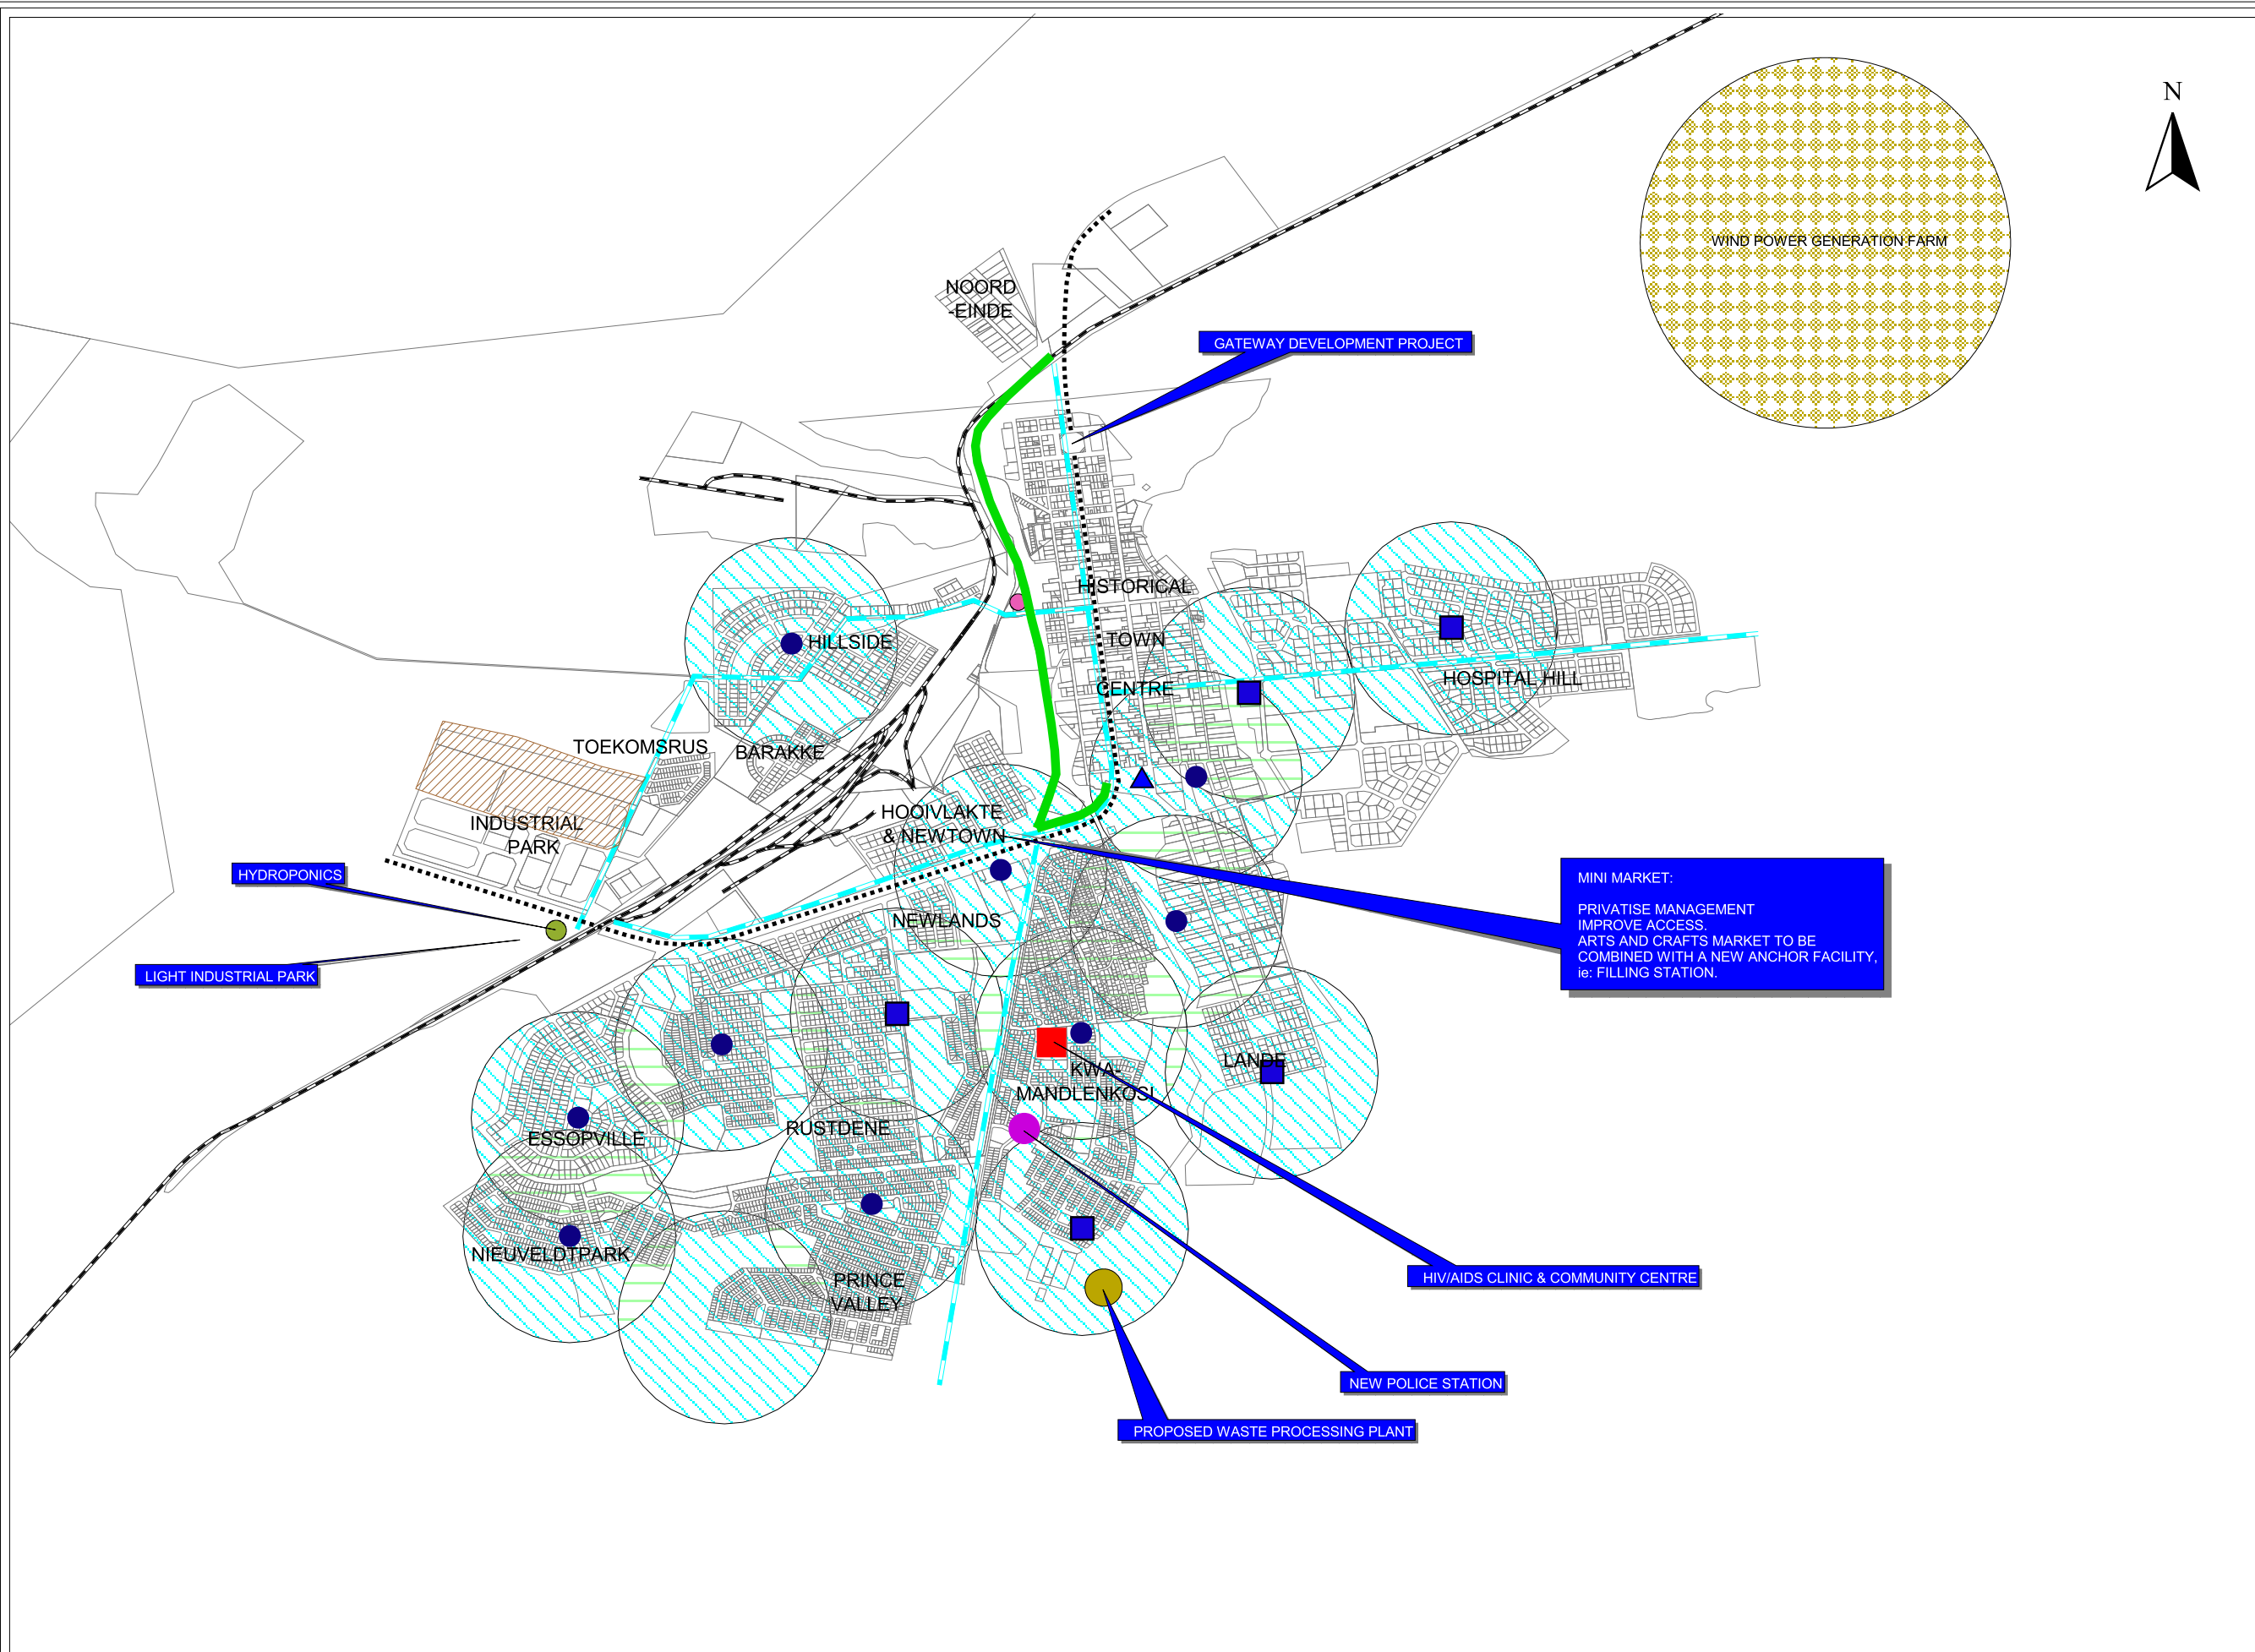 N
WIND POWER GENERATION FARM
NOORD
-EINDE
GATEWAY DEVELOPMENT PROJECT
HISTORICAL
TOWN
CENTRE
HILLSIDE
HOSPITAL HILL
TOEKOMSRUS
BARAKKE
INDUSTRIAL
PARK
HOOIVLAKTE
& NEWTOWN
HYDROPONICS
MINI MARKET:
PRIVATISE MANAGEMENT
IMPROVE ACCESS.
ARTS AND CRAFTS MARKET TO BE
COMBINED WITH A NEW ANCHOR FACILITY,
ie: FILLING STATION.
NEWLANDS
LIGHT INDUSTRIAL PARK
LANDE
KWA-
MANDLENKOSI
RUSTDENE
ESSOPVILLE
NIEUVELDTPARK
PRINCE
VALLEY
HIV/AIDS CLINIC & COMMUNITY CENTRE
NEW POLICE STATION
PROPOSED WASTE PROCESSING PLANT